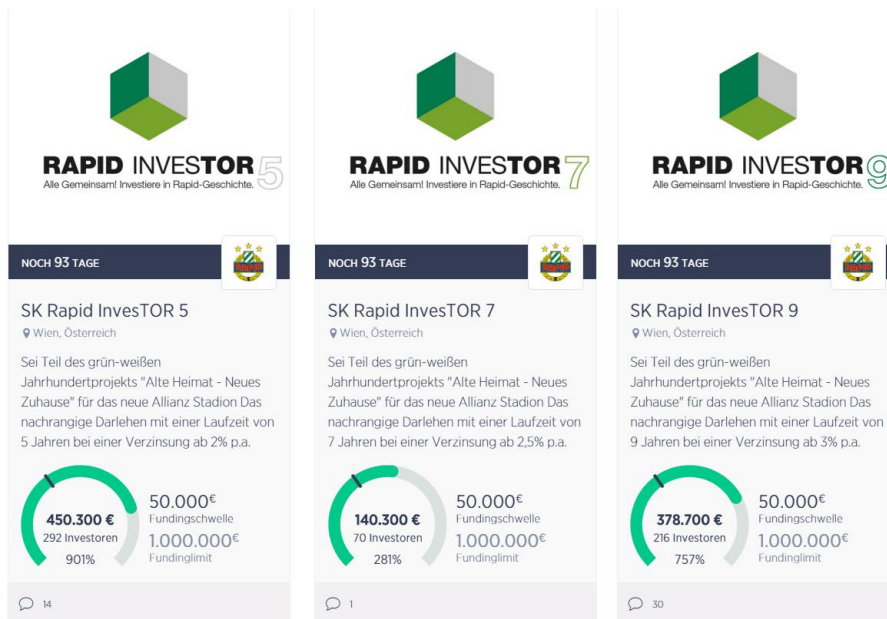 RAPID INVESTOR 5
Alle Gemeinsam! Investiere in Rapid-Geschichte.
NOCH 93 TAGE
SK Rapid InvesTOR 5
Wien, Österreich
Sei Teil des grün-weißen
Jahrhundertprojekts "Alte Heimat - Neues
Zuhause" für das neue Allianz Stadion Das
nachrangige Darlehen mit einer Laufzeit von
5 Jahren bei einer Verzinsung ab 2% p.a.
450.300 €
292 Investoren
901%
50.000€
Fundingschwelle
1.000.000€
Fundinglimit
14
RAPID INVESTOR 7
Alle Gemeinsam! Investiere in Rapid-Geschichte.
NOCH 93 TAGE
SK Rapid InvesTOR 7
Wien, Österreich
Sei Teil des grün-weißen
Jahrhundertprojekts "Alte Heimat - Neues
Zuhause" für das neue Allianz Stadion Das
nachrangige Darlehen mit einer Laufzeit von
7 Jahren bei einer Verzinsung ab 2,5% p.a.
140.300 €
70 Investoren
281%
50.000€
Fundingschwelle
1.000.000€
Fundinglimit
1
RAPID INVESTOR 9
Alle Gemeinsam! Investiere in Rapid-Geschichte.
NOCH 93 TAGE
SK Rapid InvesTOR 9
Wien, Österreich
Sei Teil des grün-weißen
Jahrhundertprojekts "Alte Heimat - Neues
Zuhause" für das neue Allianz Stadion Das
nachrangige Darlehen mit einer Laufzeit von
9 Jahren bei einer Verzinsung ab 3% p.a.
378.700 €
216 Investoren
757%
50.000€
Fundingschwelle
1.000.000€
Fundinglimit
30